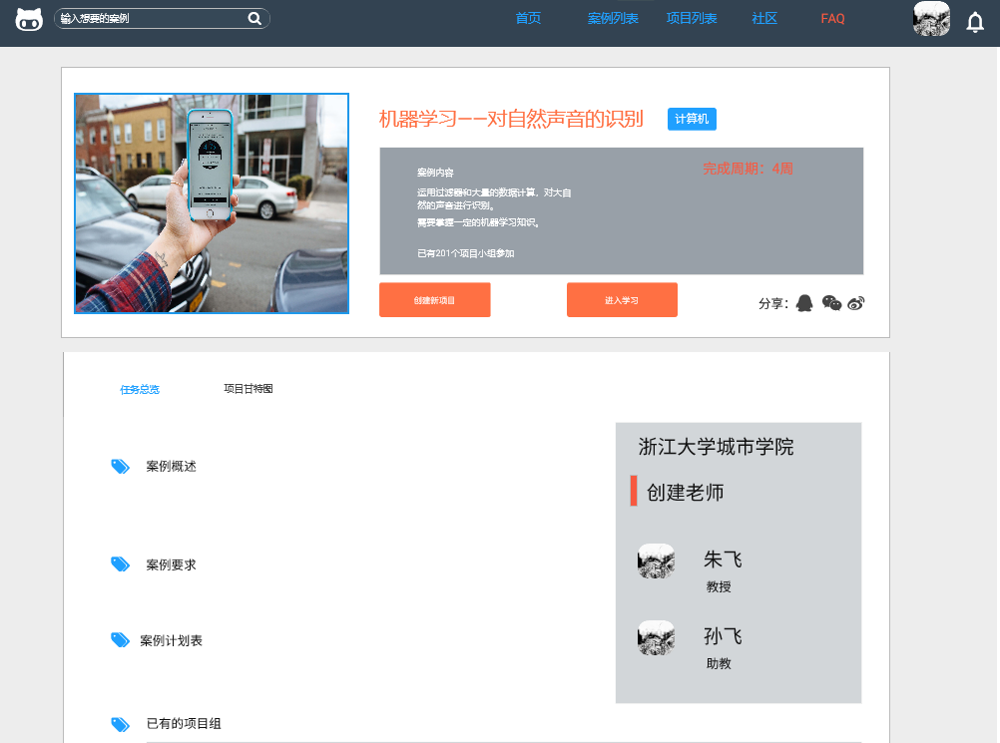 输入想要的案例
首页 案例列表 项目列表 社区 FAQ
机器学习——对自然声音的识别 计算机
完成周期：4周
案例内容
运用过滤器和大量的数据计算，对大自
然的声音进行识别。
需要掌握一定的机器学习知识。
已有201个项目小组参加
创建新项目 进入学习 分享：
任务总览 项目甘特图
案例概述
案例要求
案例计划表
已有的项目组
浙江大学城市学院
创建老师
朱飞
教授
孙飞
助教